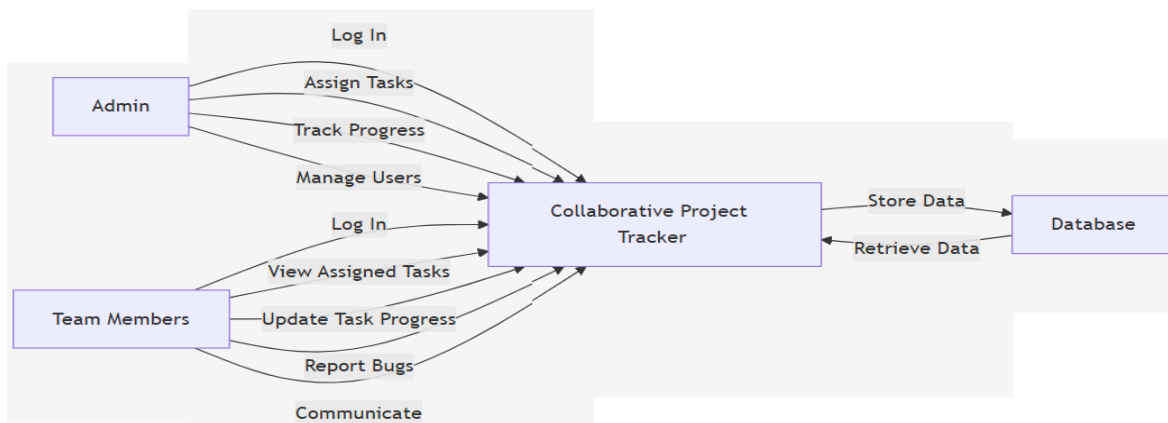 Log In
Admin
Assign Tasks
Track Progress
Manage Users
Log In
Collaborative Project
Tracker
Store Data
Database
Retrieve Data
View Assigned Tasks
Team Members
Update Task Progress
Report Bugs
Communicate